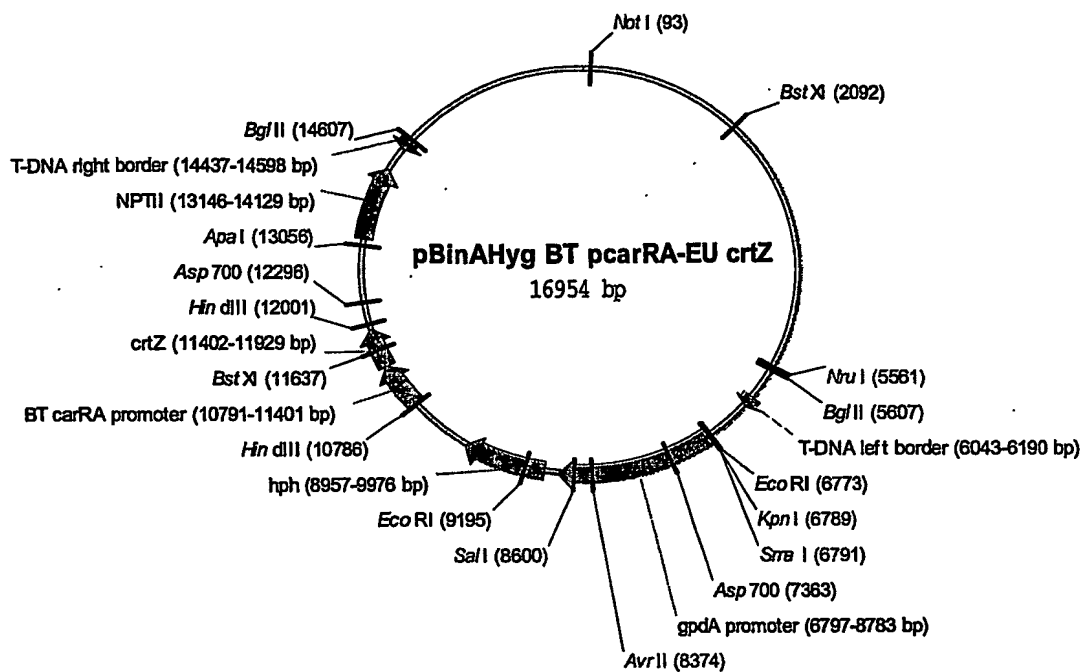 Not I (93)
BstXI (2092)
Bgl II (14607)
T-DNA right border (14437-14598 bp)
NPTII (13146-14129 bp)
Apa I (13056)
Asp 700 (12296)
Hin dIII (12001)
crtZ (11402-11929 bp)
BstXI (11637)
BT carRA promoter (10791-11401 bp)
Hin dIII (10786)
hph (8957-9976 bp)
Eco RI (9195)
Sal I (8600)
pBinAHyg BT pcarRA-EU crtZ
16954 bp
Nru I (5561)
Bgl II (5607)
T-DNA left border (6043-6190 bp)
Eco RI (6773)
Kpn I (6789)
Sma I (6791)
Asp 700 (7363)
gpdA promoter (6797-8783 bp)
Avr II (8374)